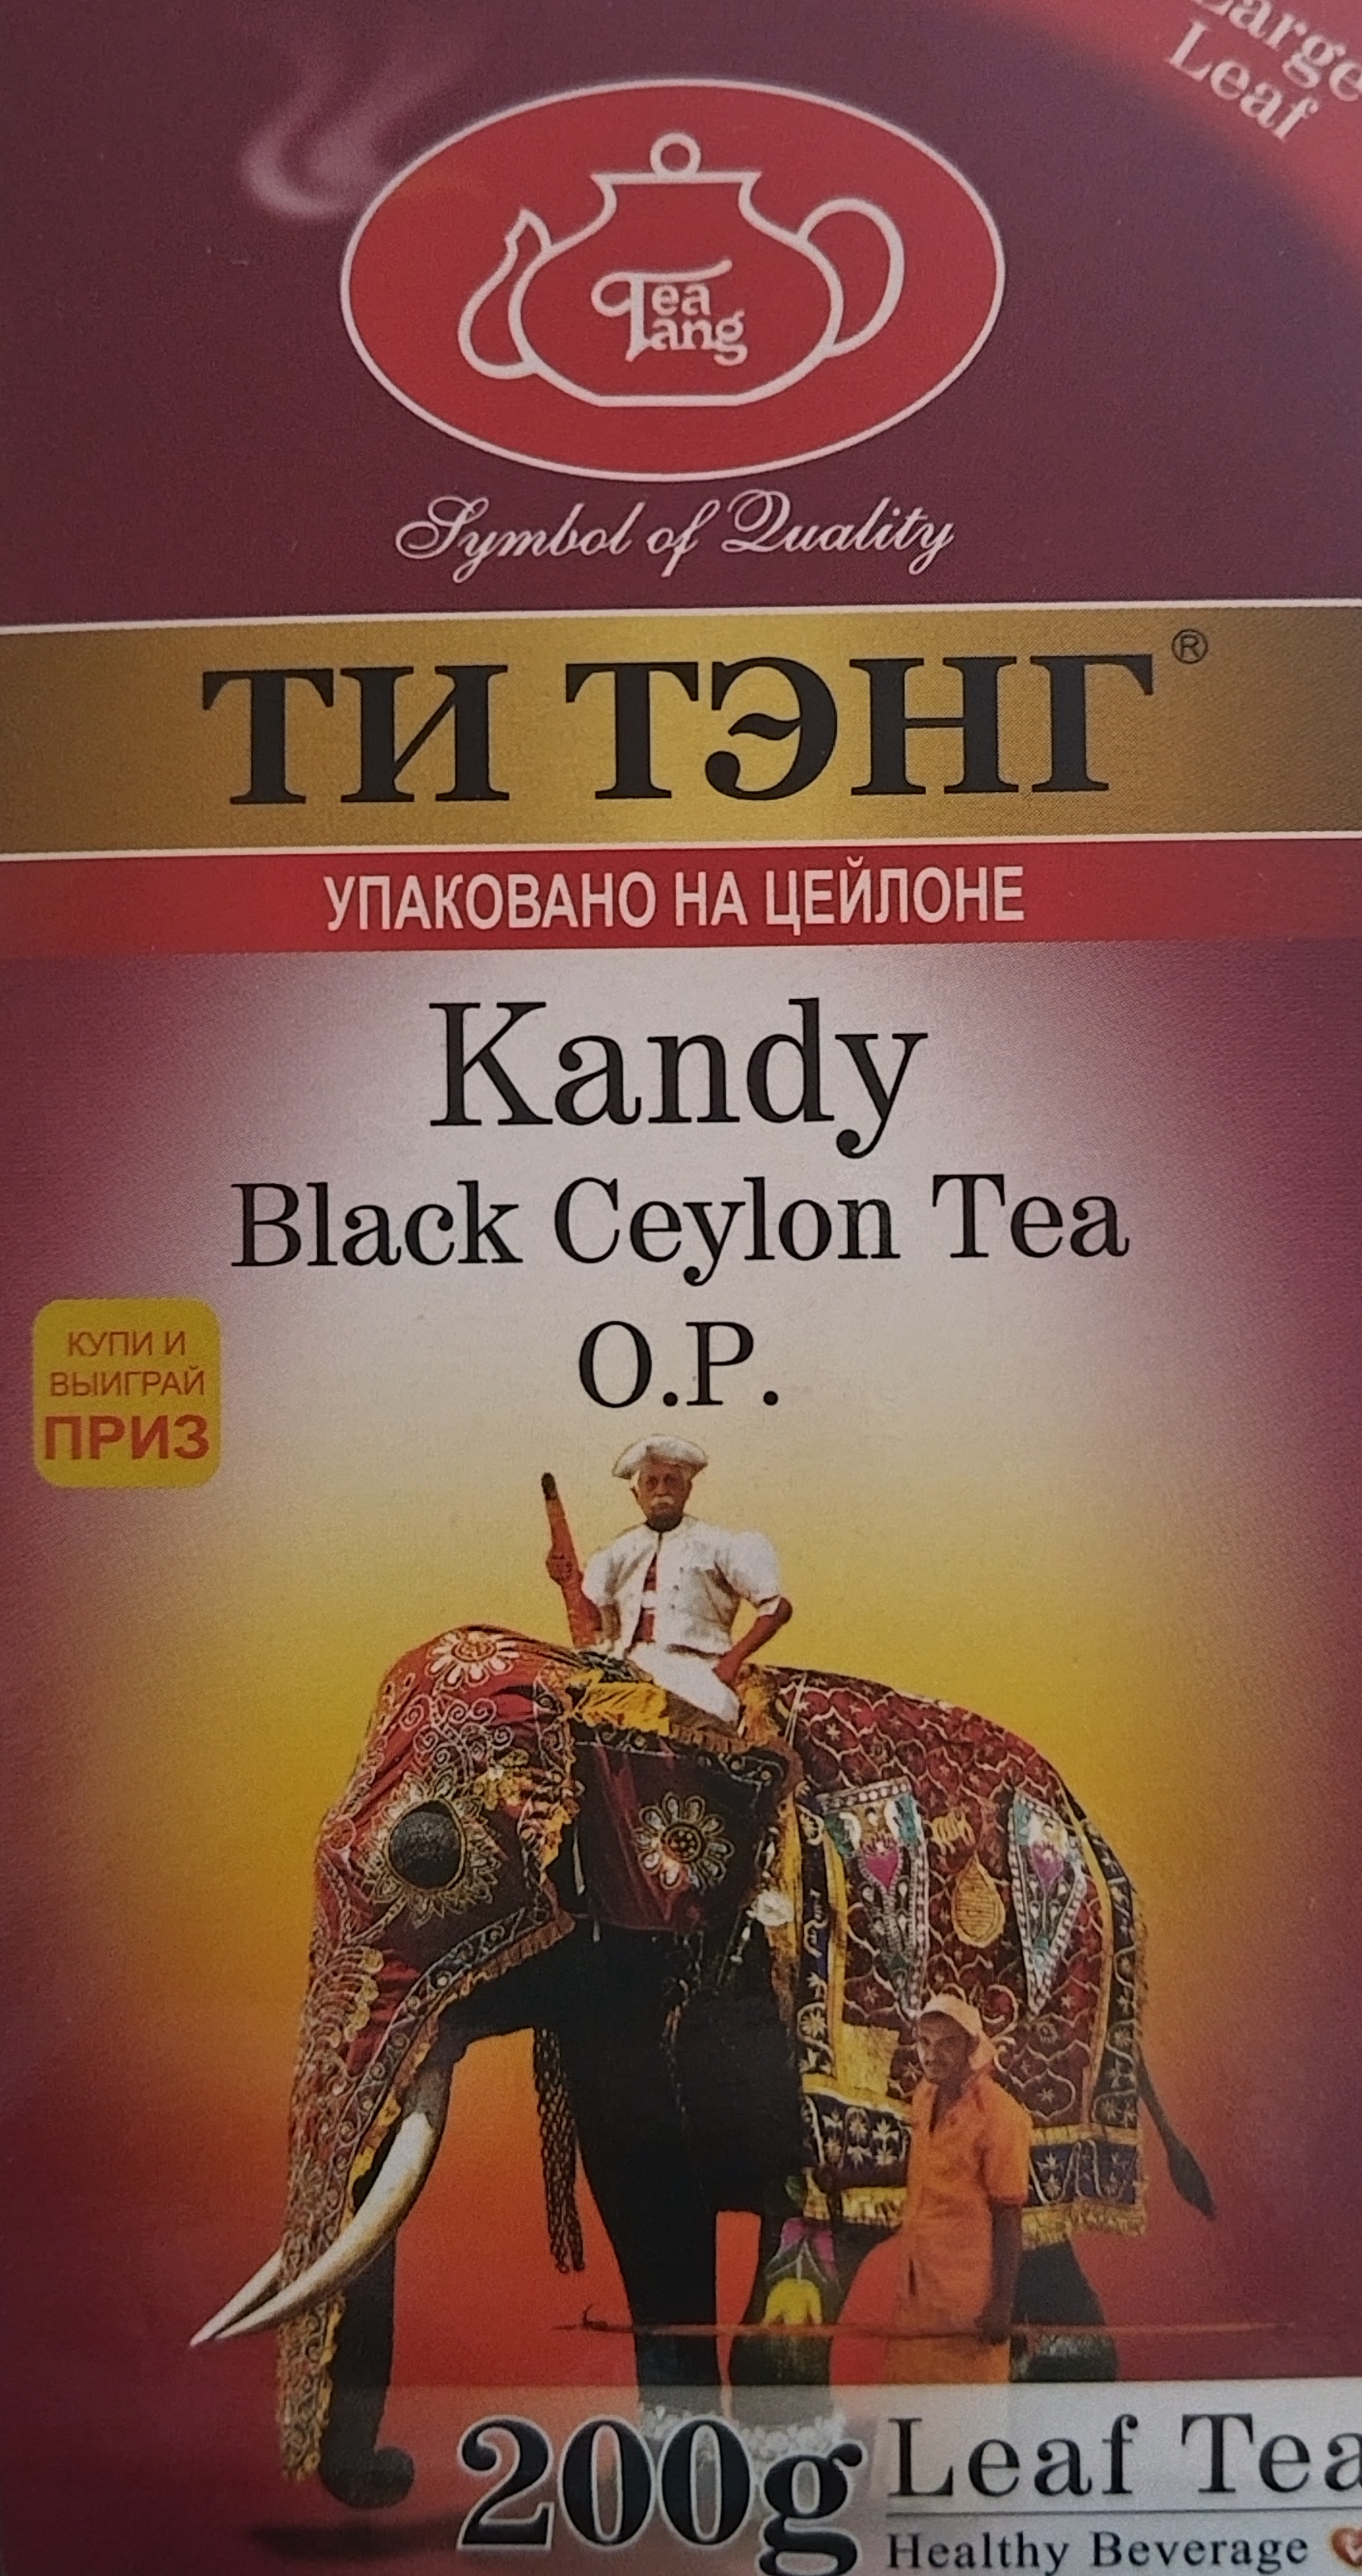 Large
Leaf
Tea
Tang
Symbol of Quality
ТИ ТЭНГ®
УПАКОВАНО НА ЦЕЙЛОНЕ
Kandy
Black Ceylon Tea
O.P.
КУПИ И
ВЫИГРАЙ
ПРИЗ
200g
Leaf Tea
Healthy Beverage